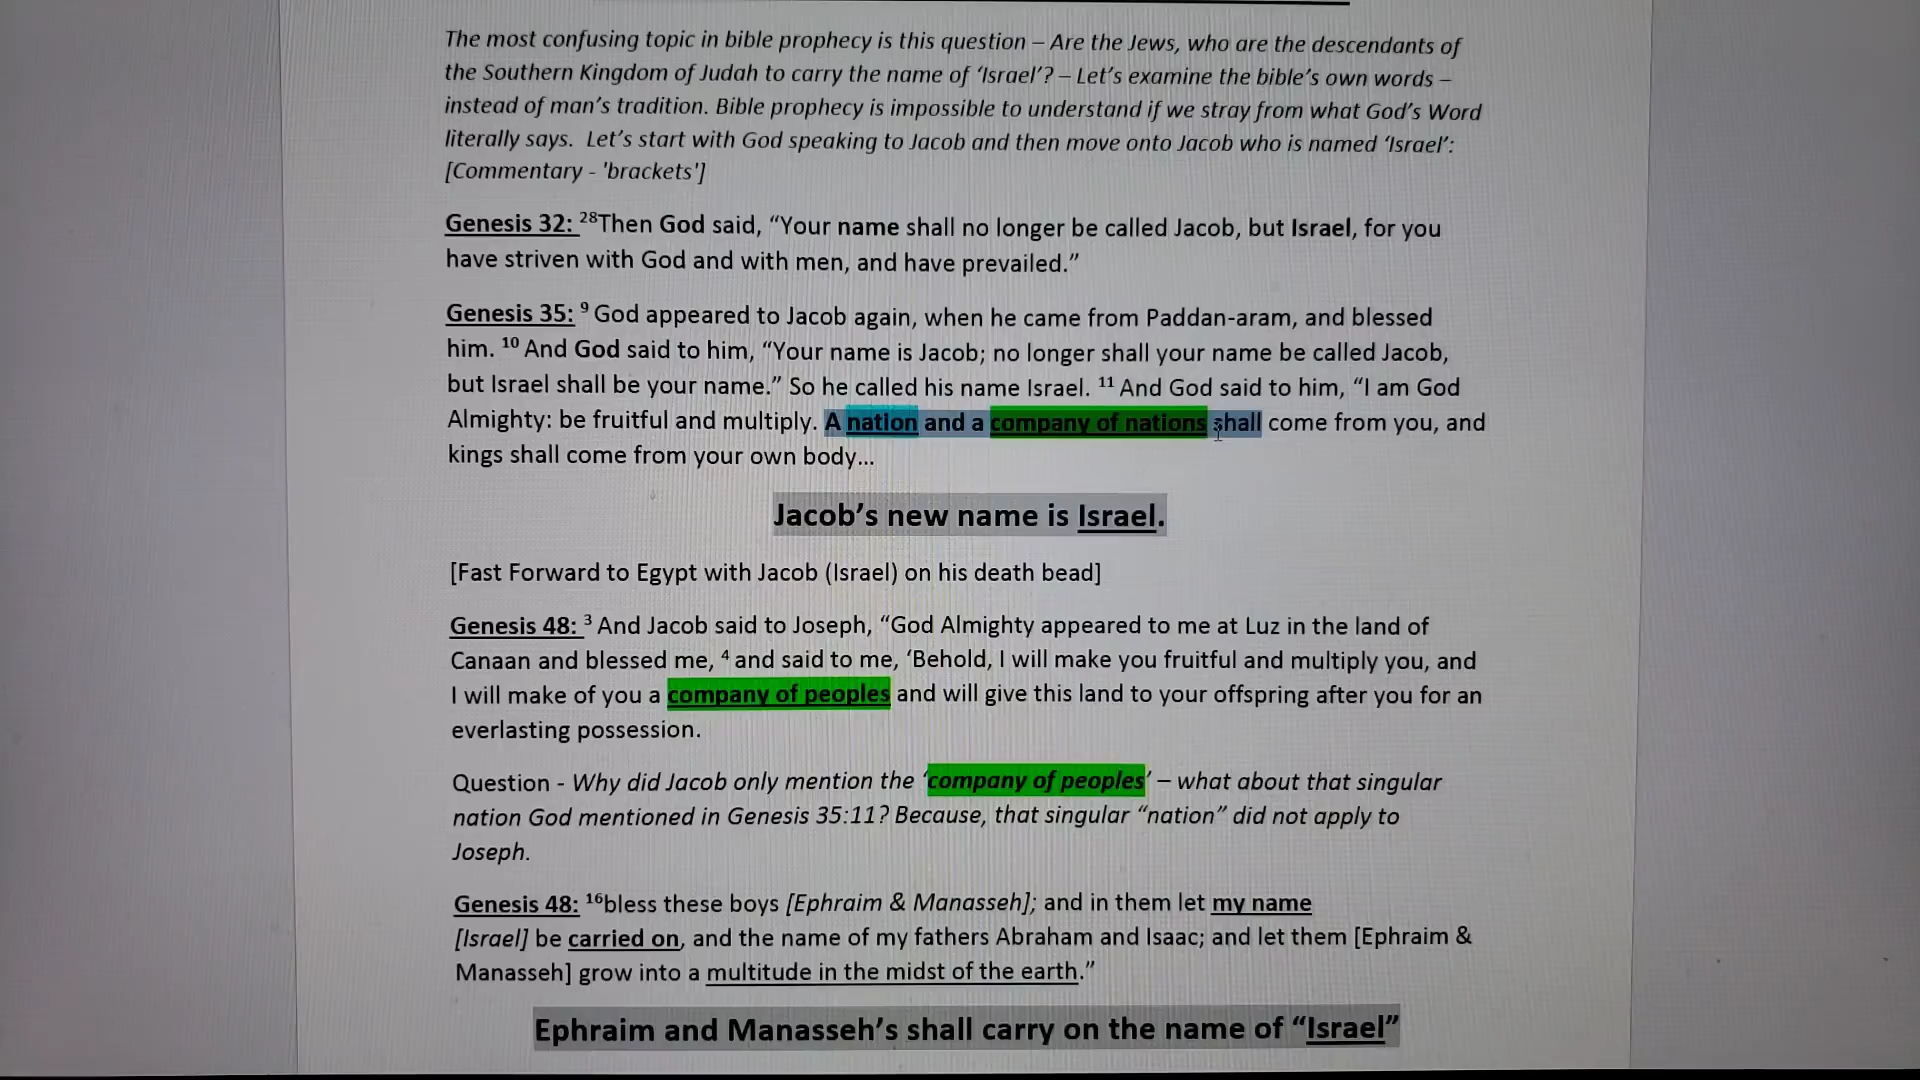 The most confusing topic in bible prophecy is this question – Are the Jews, who are the descendants of
the Southern Kingdom of Judah to carry the name of ‘Israel’? – Let’s examine the bible’s own words –
instead of man’s tradition. Bible prophecy is impossible to understand if we stray from what God’s Word
literally says.  Let’s start with God speaking to Jacob and then move onto Jacob who is named ‘Israel’:
[Commentary - 'brackets']
Genesis 32: 28Then God said, “Your name shall no longer be called Jacob, but Israel, for you
have striven with God and with men, and have prevailed.”
Genesis 35: 9 God appeared to Jacob again, when he came from Paddan-aram, and blessed
him. 10 And God said to him, “Your name is Jacob; no longer shall your name be called Jacob,
but Israel shall be your name.” So he called his name Israel. 11 And God said to him, “I am God
Almighty: be fruitful and multiply. A nation and a company of nations shall come from you, and
kings shall come from your own body...
Jacob’s new name is Israel.
[Fast Forward to Egypt with Jacob (Israel) on his death bead]
Genesis 48: 3 And Jacob said to Joseph, “God Almighty appeared to me at Luz in the land of
Canaan and blessed me, 4 and said to me, ‘Behold, I will make you fruitful and multiply you, and
I will make of you a company of peoples and will give this land to your offspring after you for an
everlasting possession.
Question - Why did Jacob only mention the ‘company of peoples’ – what about that singular
nation God mentioned in Genesis 35:11? Because, that singular “nation” did not apply to
Joseph.
Genesis 48: 16bless these boys [Ephraim & Manasseh]; and in them let my name
[Israel] be carried on, and the name of my fathers Abraham and Isaac; and let them [Ephraim &
Manasseh] grow into a multitude in the midst of the earth.”
Ephraim and Manasseh’s shall carry on the name of “Israel”